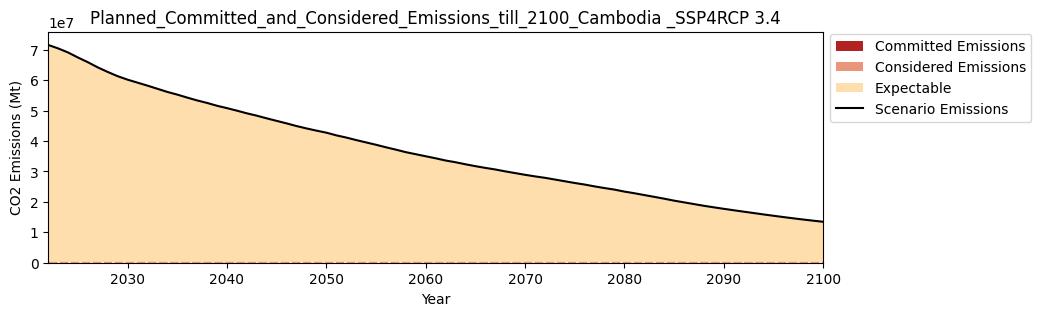 Planned_Committed_and_Considered_Emissions_till_2100_Cambodia _SSP4RCP 3.4
1e7
7
6
5
4
3
2
1
0
CO2 Emissions (Mt)
2030 2040 2050 2060 2070 2080 2090 2100
Year
Committed Emissions
Considered Emissions
Expectable
Scenario Emissions